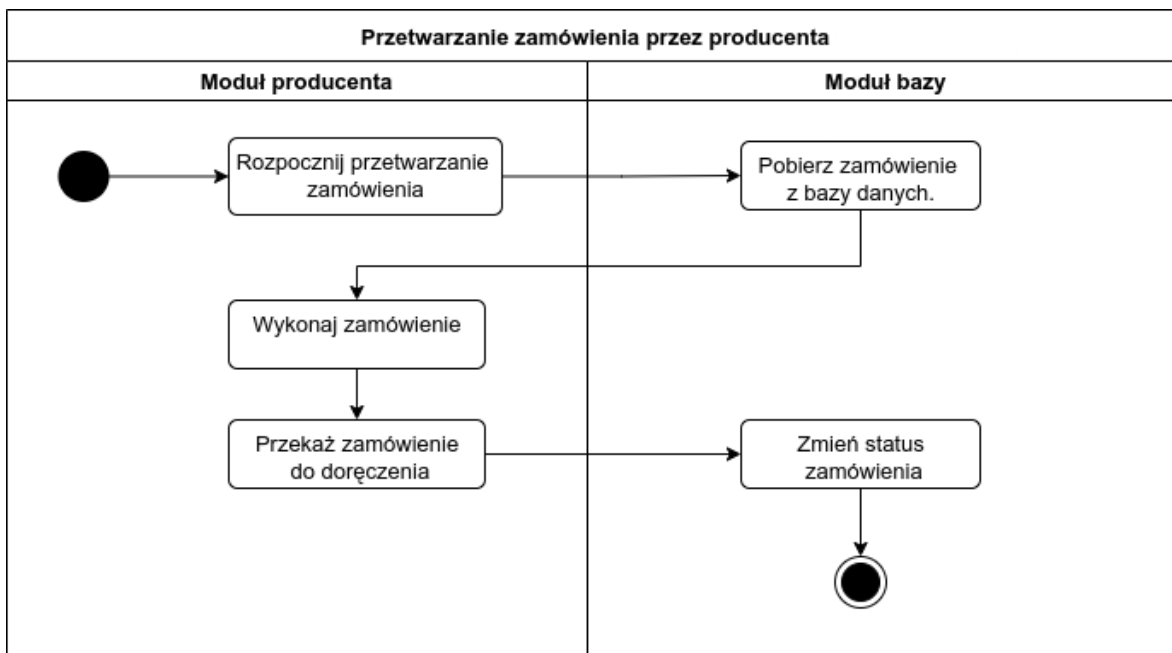 Przetwarzanie zamówienia przez producenta
Moduł producenta
Moduł bazy
Rozpocznij przetwarzanie
zamówienia
Pobierz zamówienie
z bazy danych.
Wykonaj zamówienie
Przekaż zamówienie
do doręczenia
Zmień status
zamówienia